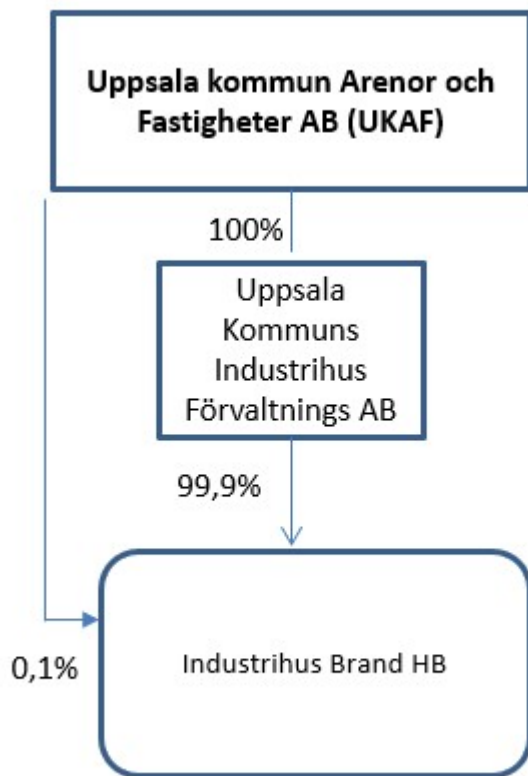 Uppsala kommun Arenor och
Fastigheter AB (UKAF)
100%
Uppsala
Kommuns
Industrihus
Förvaltnings AB
99,9%
Industrihus Brand HB
0,1%